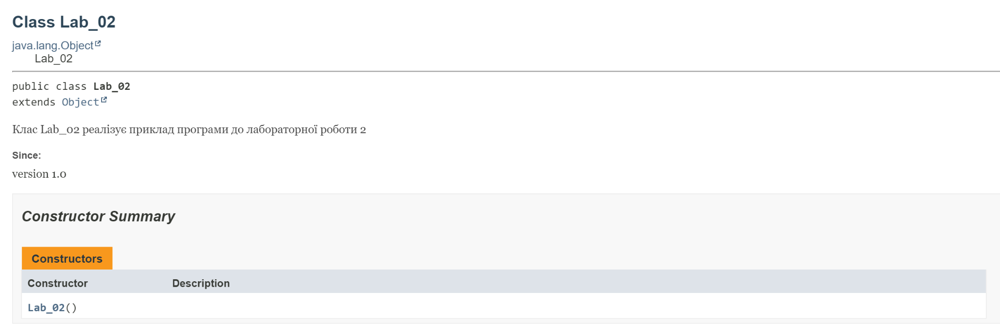 Class Lab_02
java.lang.Object
Lab_02
public class Lab_02
extends Object
Клас Lab_02 реалізує приклад програми до лабораторної роботи 2
Since:
version 1.0
Constructor Summary
Constructors
Constructor Description
Lab_02()